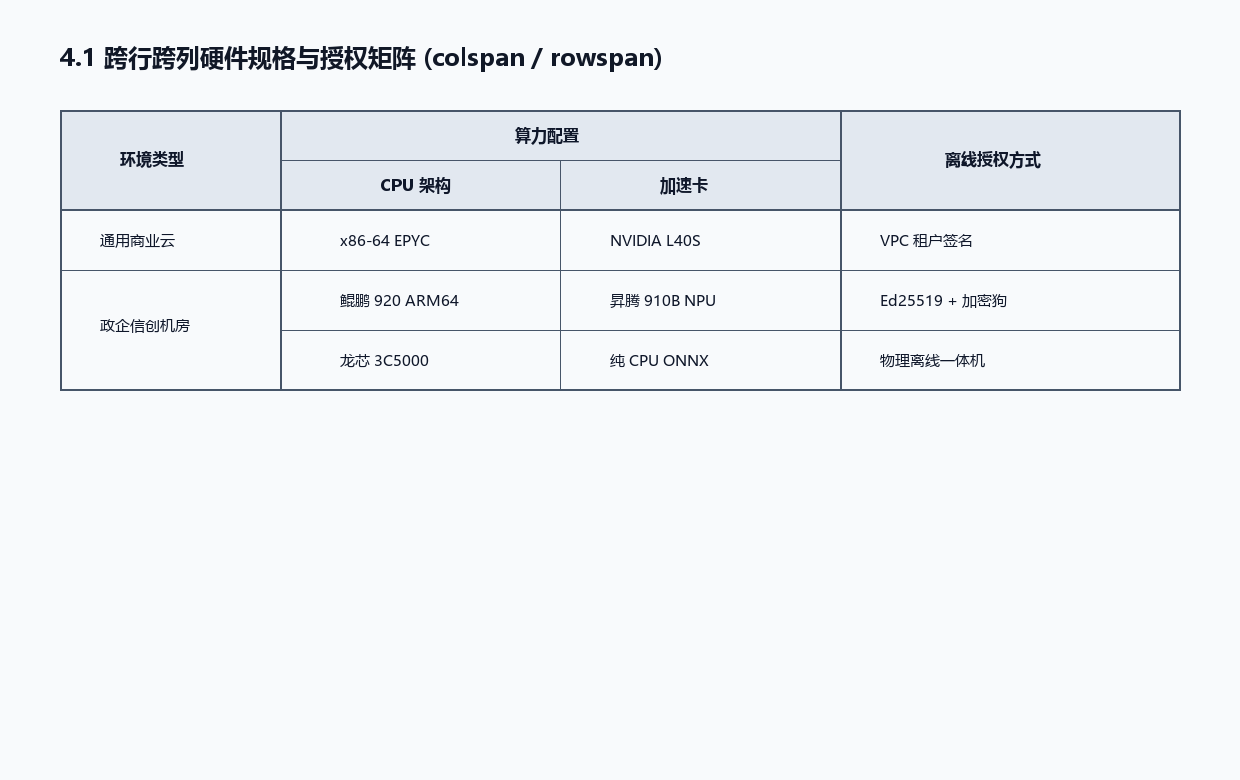 4.1 跨行跨列硬件规格与授权矩阵 (colspan / rowspan)
环境类型 算力配置 离线授权方式
CPU 架构 加速卡
通用商业云 x86-64 EPYC NVIDIA L40S VPC 租户签名
政企信创机房 鲲鹏 920 ARM64 昇腾 910B NPU Ed25519 + 加密狗
龙芯 3C5000 纯 CPU ONNX 物理离线一体机